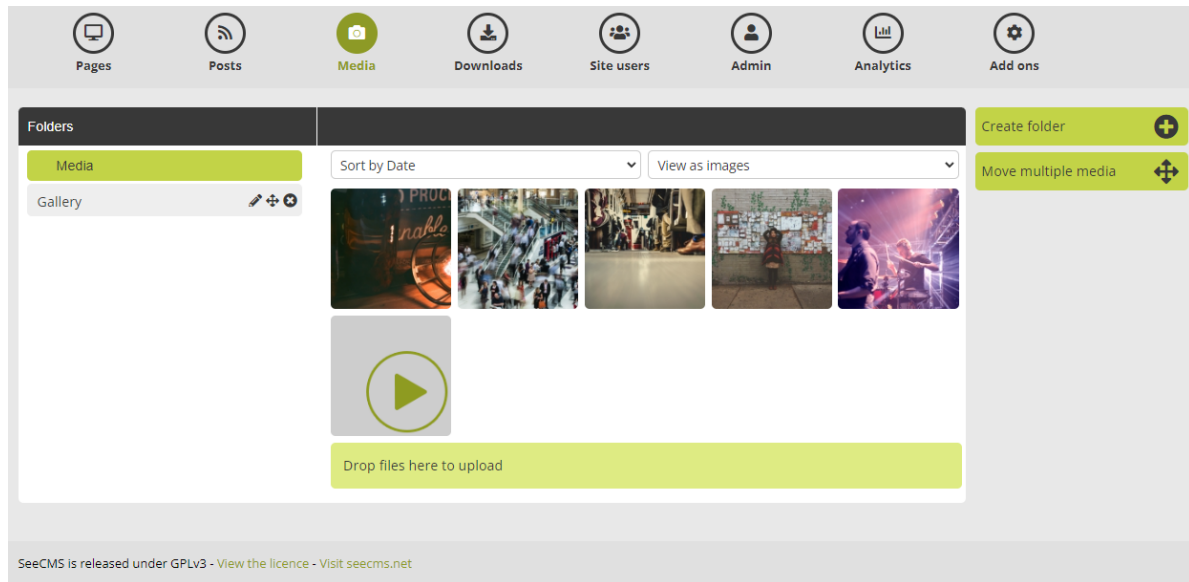 Pages Posts Media Downloads Site users Admin Analytics Add ons
Folders
Create folder
Media
Sort by Date View as images
Move multiple media
Gallery
Drop files here to upload
SeeCMS is released under GPLv3 - View the licence - Visit seecms.net